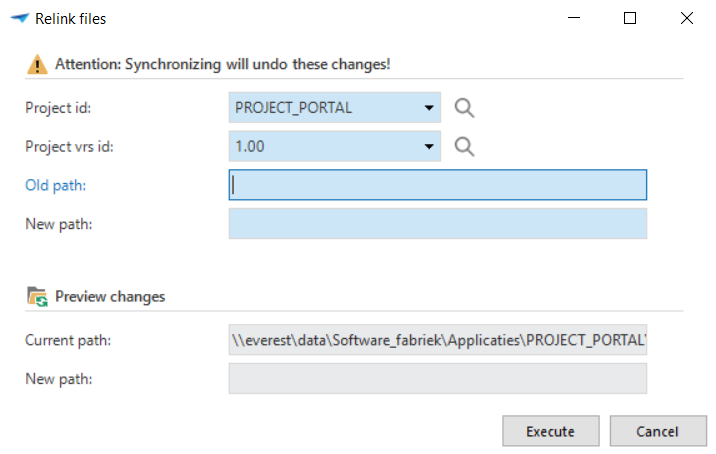 Relink files
Attention: Synchronizing will undo these changes!
Project id: PROJECT_PORTAL
Project vrs id: 1.00
Old path:
New path:
Preview changes
Current path: \\everest\data\Software_fabriek\Applicaties\PROJECT_PORTAL\
New path:
Execute Cancel